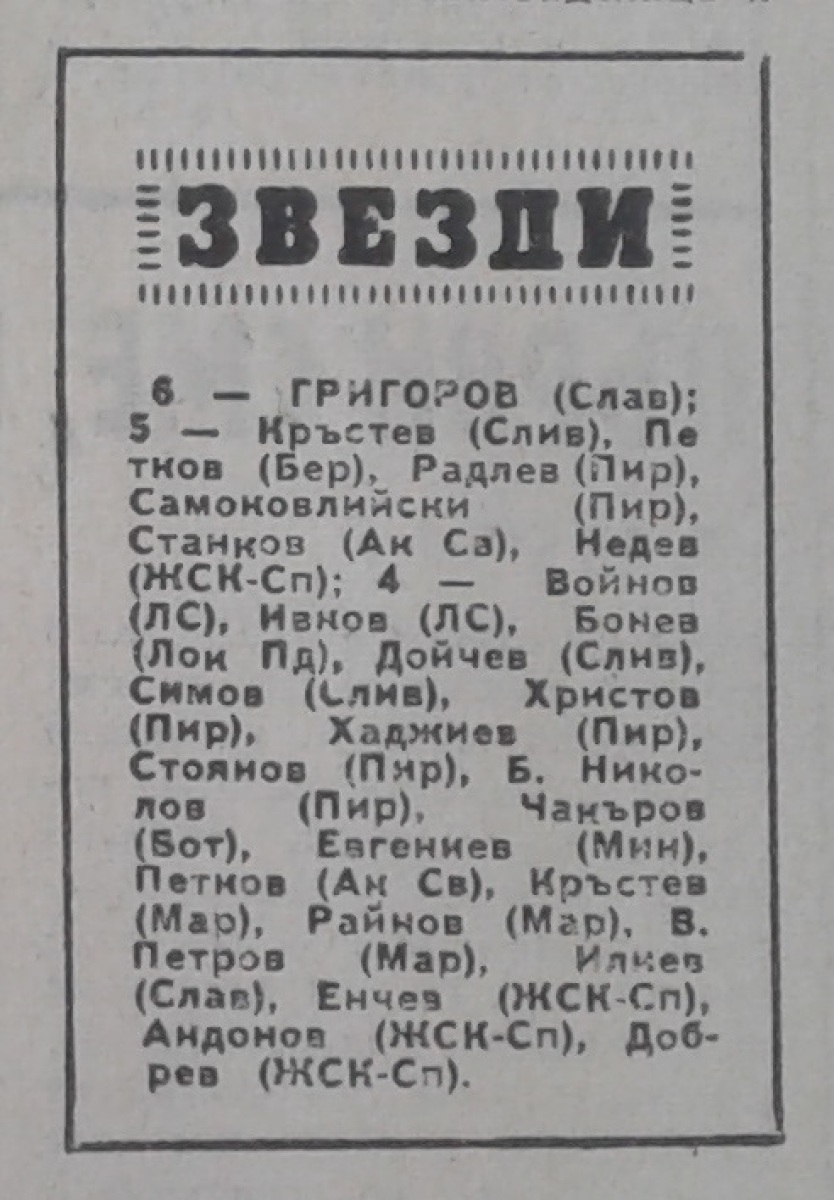 ЗВЕЗДИ
6 — ГРИГОРОВ (Слав);
5 — Кръстев (Слив), Пе
тков (Бер), Радлев (Пир),
Самоковлийски (Пир),
Станков (Ак Св), Недев
(ЖСК-Сп); 4 — Войнов
(ЛС), Ивков (ЛС), Бонев
(Лок Пд), Дойчев (Слив),
Симов (Слив), Христов
(Пир), Хаджиев (Пир),
Стоянов (Пир), Б. Нико-
лов (Пир), Чакъров
(Бот), Евгениев (Мин),
Петков (Ак Св), Кръстев
(Мар), Райков (Мар), В.
Петров (Мар), Илиев
(Слав), Енчев (ЖСК-Сп),
Андонов (ЖСК-Сп), Доб-
рев (ЖСК-Сп).